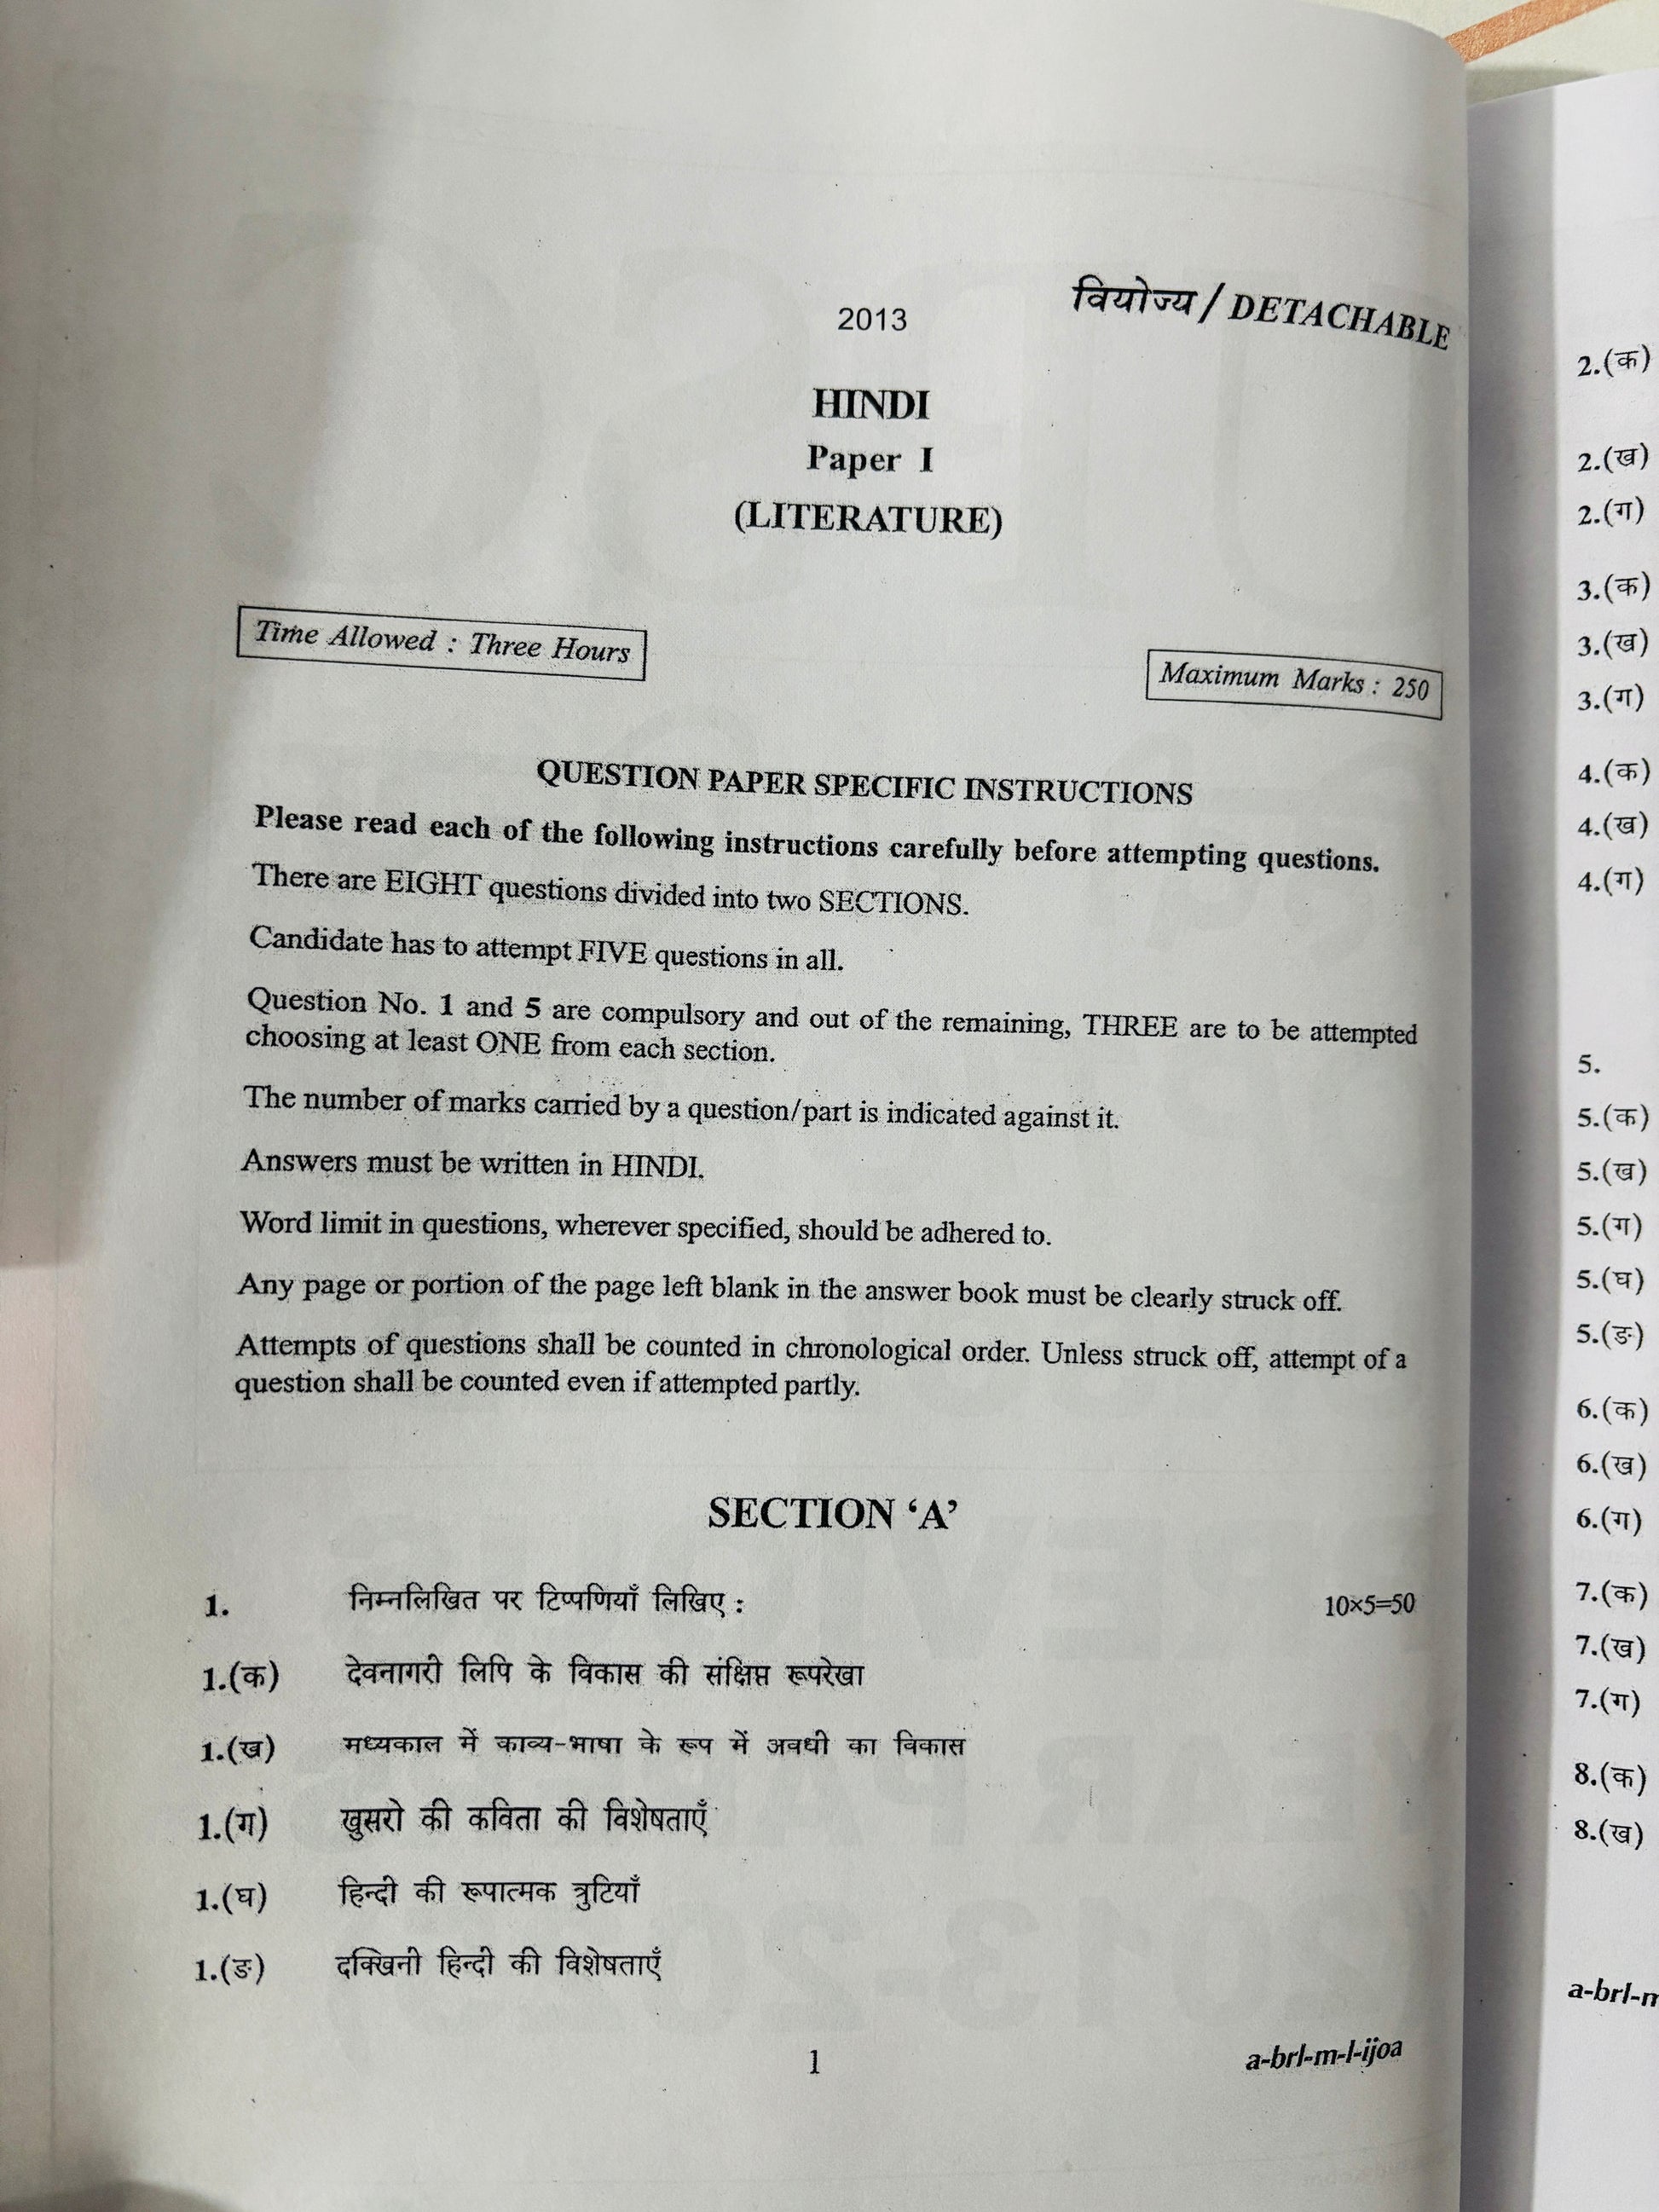 वियोज्य / DETACHABLE
2013
HINDI
Paper I
(LITERATURE)
Time Allowed : Three Hours
Maximum Marks : 250
QUESTION PAPER SPECIFIC INSTRUCTIONS
Please read each of the following instructions carefully before attempting questions.
There are EIGHT questions divided into two SECTIONS.
Candidate has to attempt FIVE questions in all.
Question No. 1 and 5 are compulsory and out of the remaining, THREE are to be attempted
choosing at least ONE from each section.
The number of marks carried by a question/part is indicated against it.
Answers must be written in HINDI.
Word limit in questions, wherever specified, should be adhered to.
Any page or portion of the page left blank in the answer book must be clearly struck off.
Attempts of questions shall be counted in chronological order. Unless struck off, attempt of a
question shall be counted even if attempted partly.
SECTION ‘A’
1. निम्नलिखित पर टिप्पणियाँ लिखिए : 10×5=50
1.(क) देवनागरी लिपि के विकास की संक्षिप्त रूपरेखा
1.(ख) मध्यकाल में काव्य-भाषा के रूप में अवधी का विकास
1.(ग) खुसरो की कविता की विशेषताएँ
1.(घ) हिन्दी की रूपात्मक त्रुटियाँ
1.(ङ) दक्खिनी हिन्दी की विशेषताएँ
1
a-brl-m-l-ijoa
2.(क)
2.(ख)
2.(ग)
3.(क)
3.(ख)
3.(ग)
4.(क)
4.(ख)
4.(ग)
5.
5.(क)
5.(ख)
5.(ग)
5.(घ)
5.(ङ)
6.(क)
6.(ख)
6.(ग)
7.(क)
7.(ख)
7.(ग)
8.(क)
8.(ख)